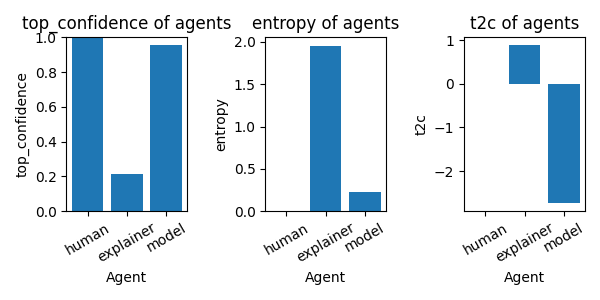 top_confidence of agents
1.0
0.8
0.6
0.4
0.2
0.0
top_confidence
human
explainer
model
Agent
entropy of agents
2.0
1.5
1.0
0.5
0.0
entropy
human
explainer
model
Agent
t2c of agents
1
0
−1
−2
t2c
human
explainer
model
Agent